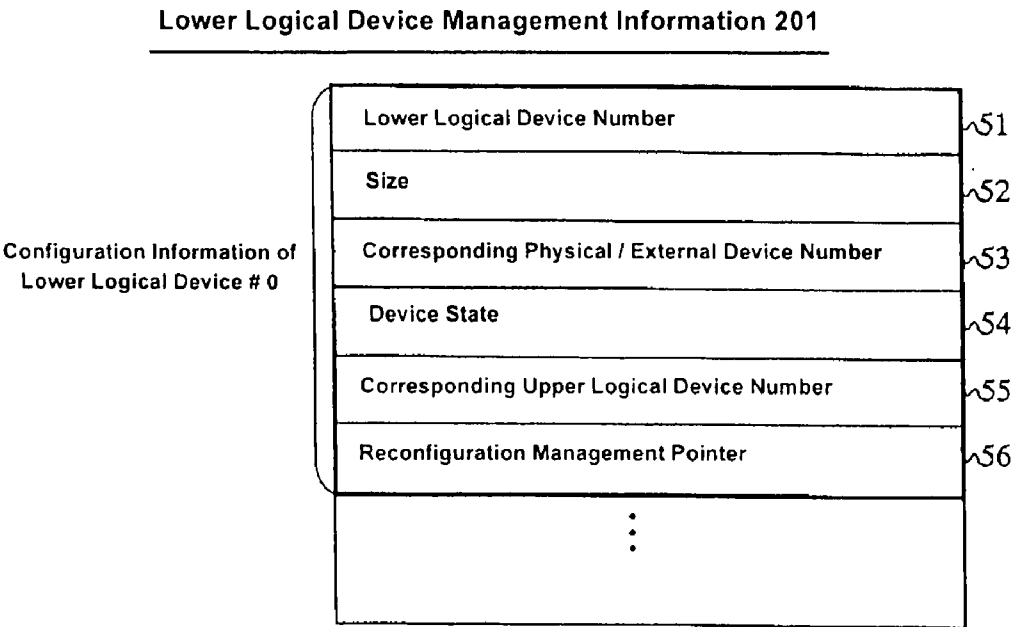 Lower Logical Device Management Information 201
Lower Logical Device Number 51
Size 52
Configuration Information of
Lower Logical Device # 0
Corresponding Physical / External Device Number 53
Device State 54
Corresponding Upper Logical Device Number 55
Reconfiguration Management Pointer 56